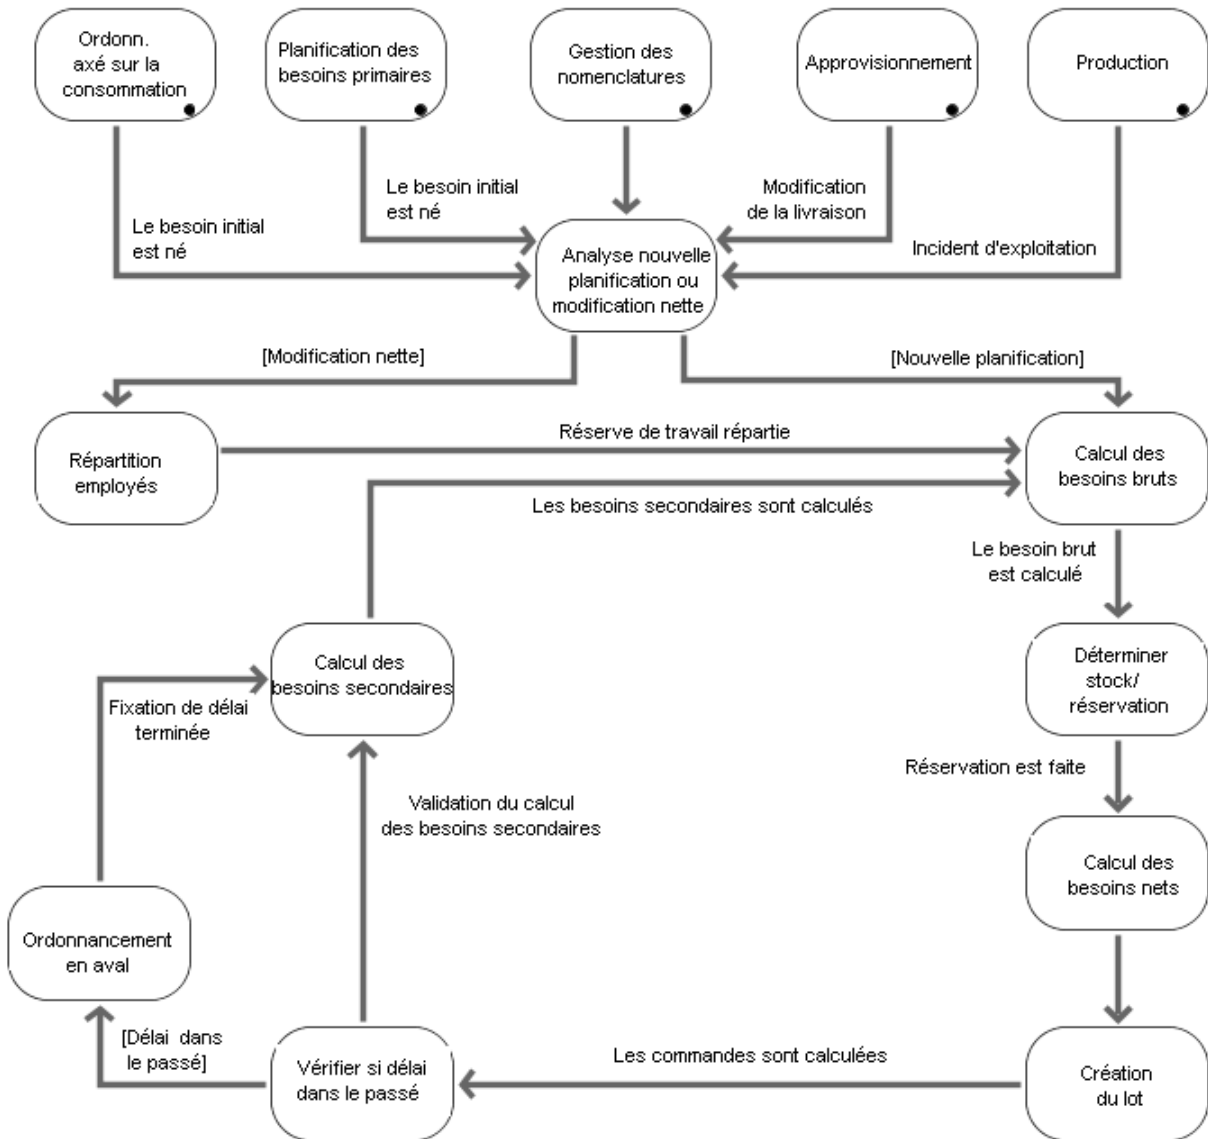 Ordonn.
axé sur la
consommation
Planification des
besoins primaires
Gestion des
nomenclatures
Approvisionnement
Production
Le besoin initial
est né
Le besoin initial
est né
Modification
de la livraison
Incident d'exploitation
Analyse nouvelle
planification ou
modification nette
[Modification nette]
[Nouvelle planification]
Répartition
employés
Réserve de travail répartie
Calcul des
besoins bruts
Les besoins secondaires sont calculés
Le besoin brut
est calculé
Calcul des
besoins secondaires
Déterminer
stock/
réservation
Fixation de délai
terminée
Réservation est faite
Validation du calcul
des besoins secondaires
Calcul des
besoins nets
Ordonnancement
en aval
[Délai dans
le passé]
Vérifier si délai
dans le passé
Les commandes sont calculées
Création
du lot